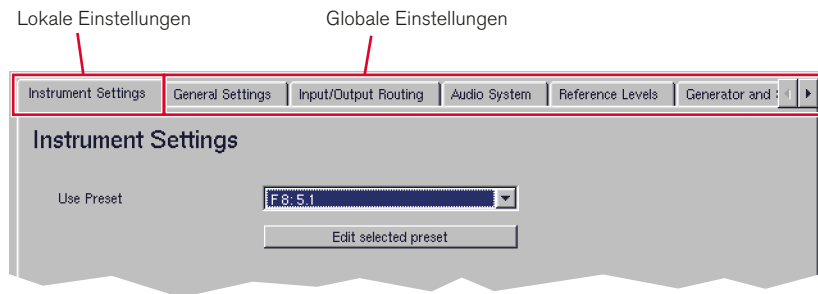 Lokale Einstellungen
Globale Einstellungen
Instrument Settings
General Settings
Input/Output Routing
Audio System
Reference Levels
Generator and
Instrument Settings
Use Preset
F 8: 5.1
Edit selected preset